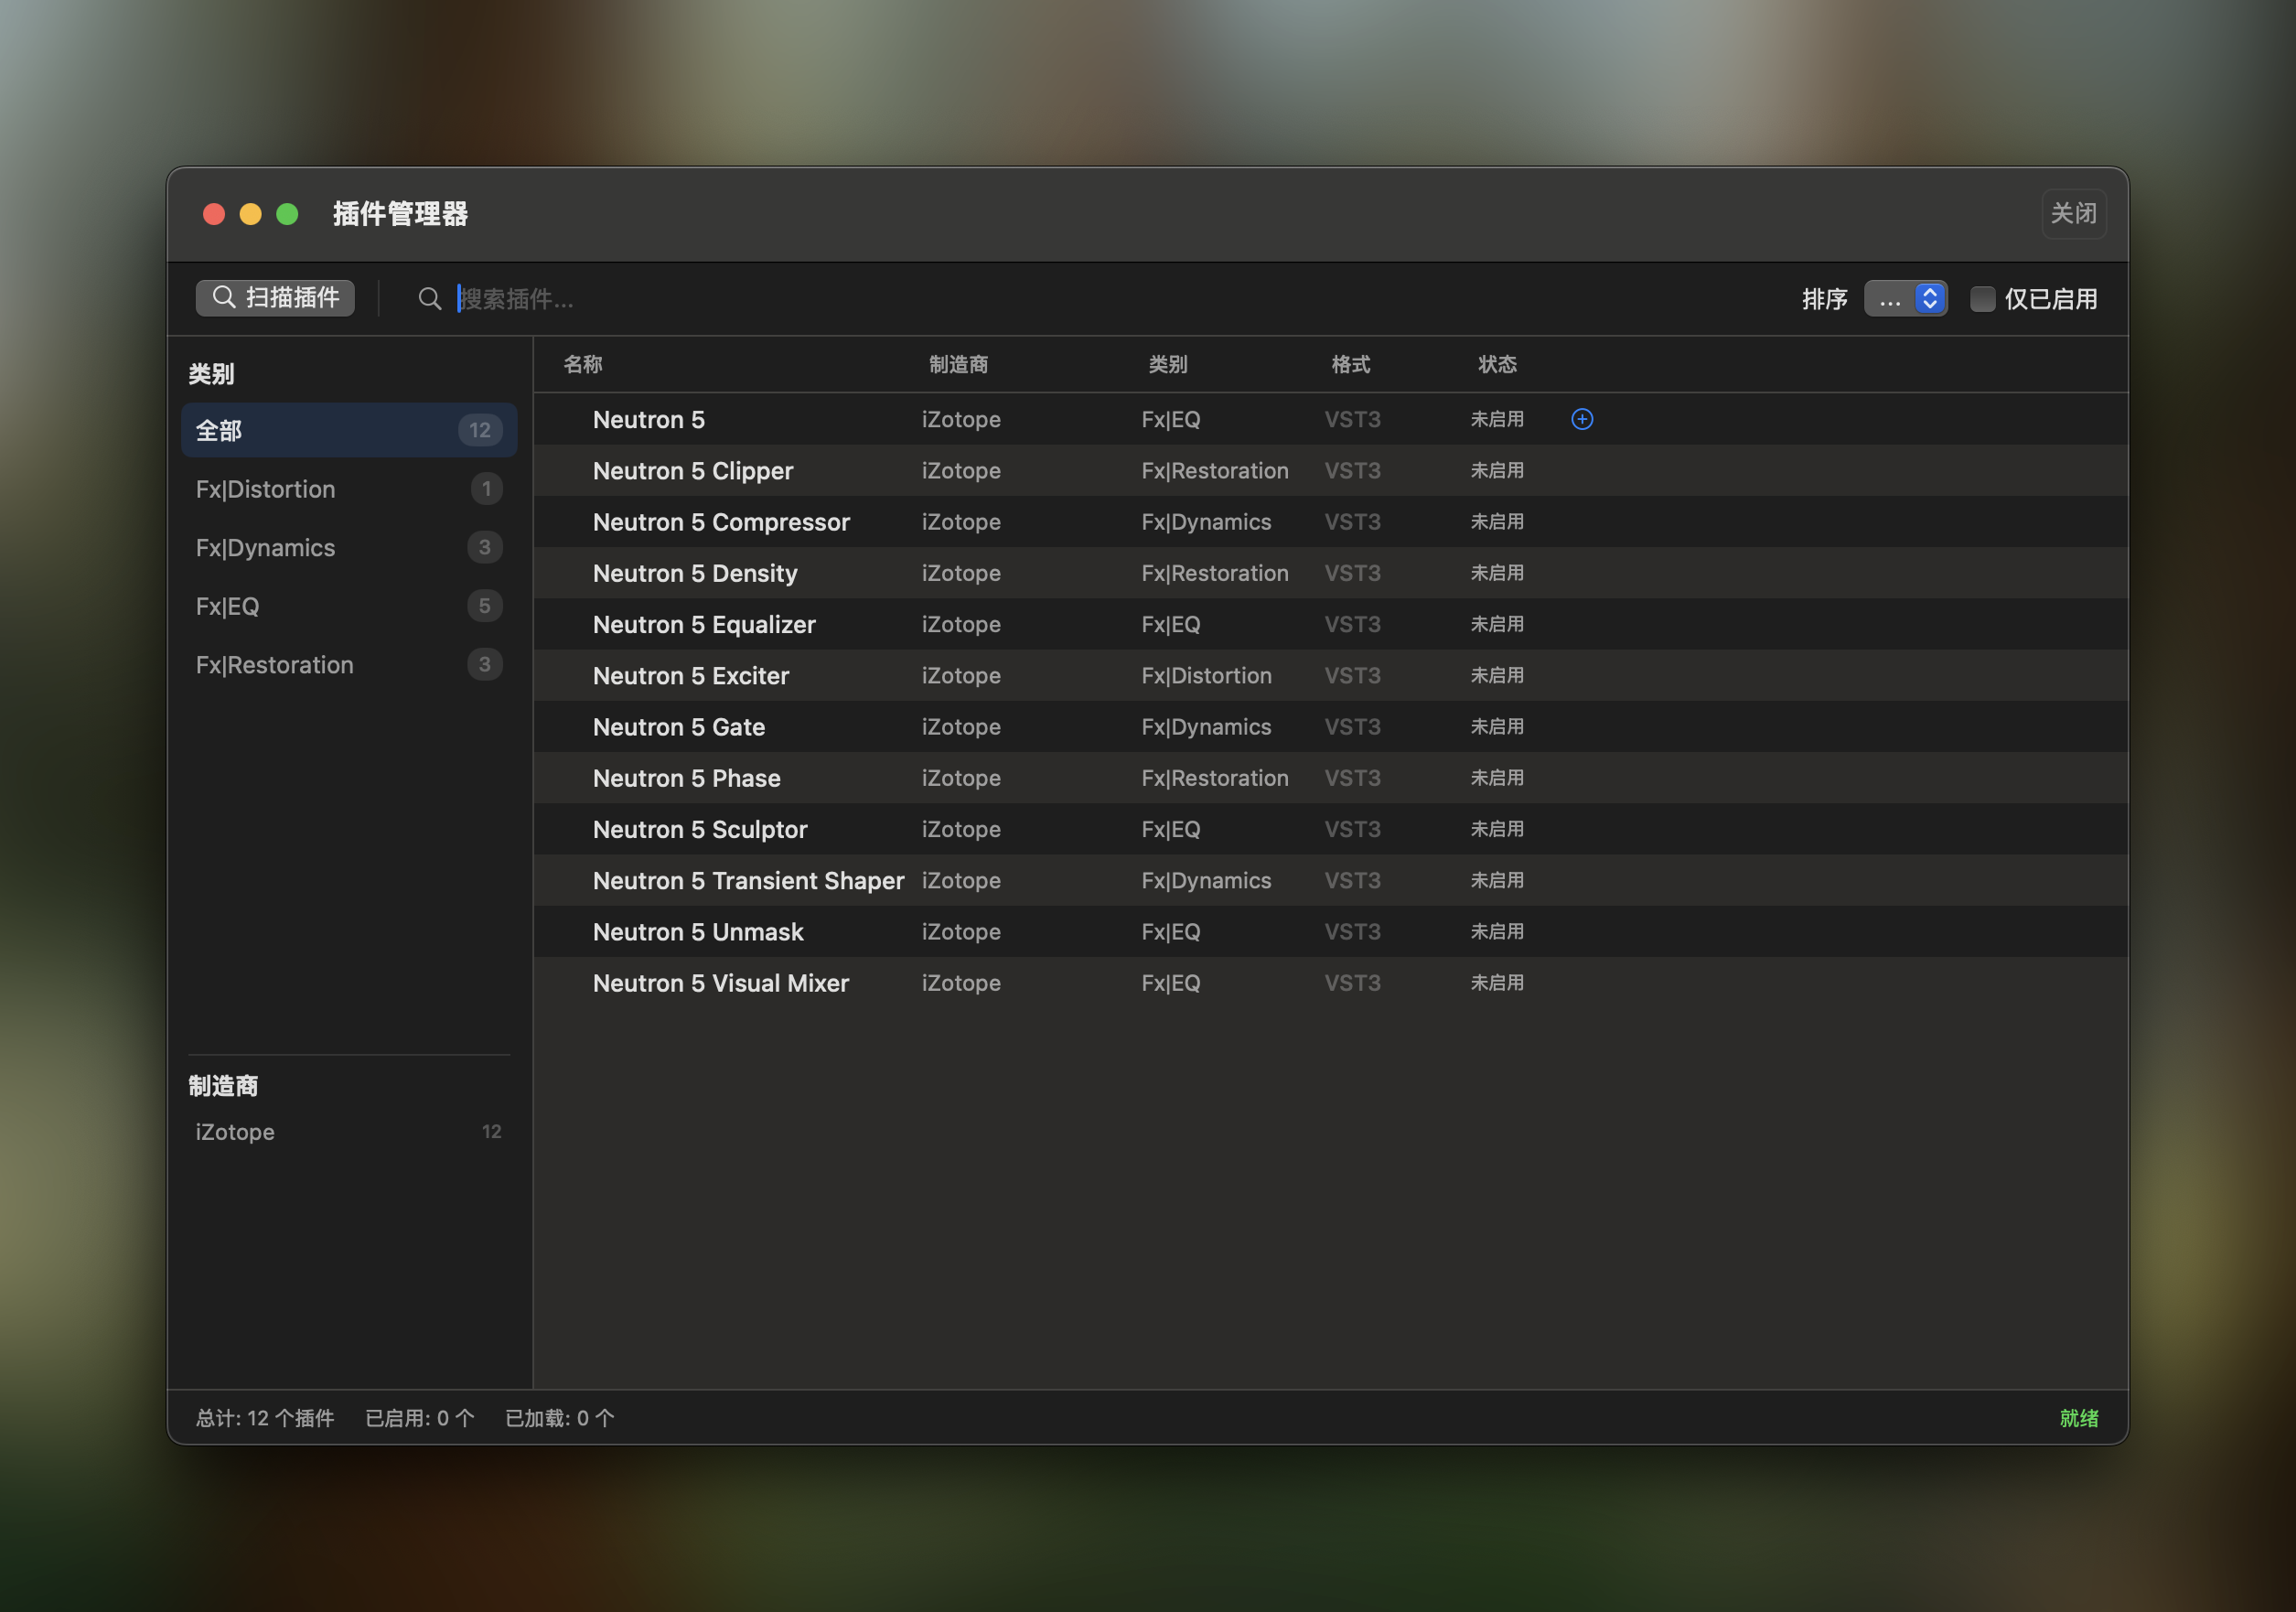 插件管理器 关闭
扫描插件 搜索插件... 排序 ... 仅已启用
类别
全部 12
Fx|Distortion 1
Fx|Dynamics 3
Fx|EQ 5
Fx|Restoration 3
制造商
iZotope 12
名称 制造商 类别 格式 状态
Neutron 5 iZotope Fx|EQ VST3 未启用
Neutron 5 Clipper iZotope Fx|Restoration VST3 未启用
Neutron 5 Compressor iZotope Fx|Dynamics VST3 未启用
Neutron 5 Density iZotope Fx|Restoration VST3 未启用
Neutron 5 Equalizer iZotope Fx|EQ VST3 未启用
Neutron 5 Exciter iZotope Fx|Distortion VST3 未启用
Neutron 5 Gate iZotope Fx|Dynamics VST3 未启用
Neutron 5 Phase iZotope Fx|Restoration VST3 未启用
Neutron 5 Sculptor iZotope Fx|EQ VST3 未启用
Neutron 5 Transient Shaper iZotope Fx|Dynamics VST3 未启用
Neutron 5 Unmask iZotope Fx|EQ VST3 未启用
Neutron 5 Visual Mixer iZotope Fx|EQ VST3 未启用
总计: 12 个插件 已启用: 0 个 已加载: 0 个 就绪